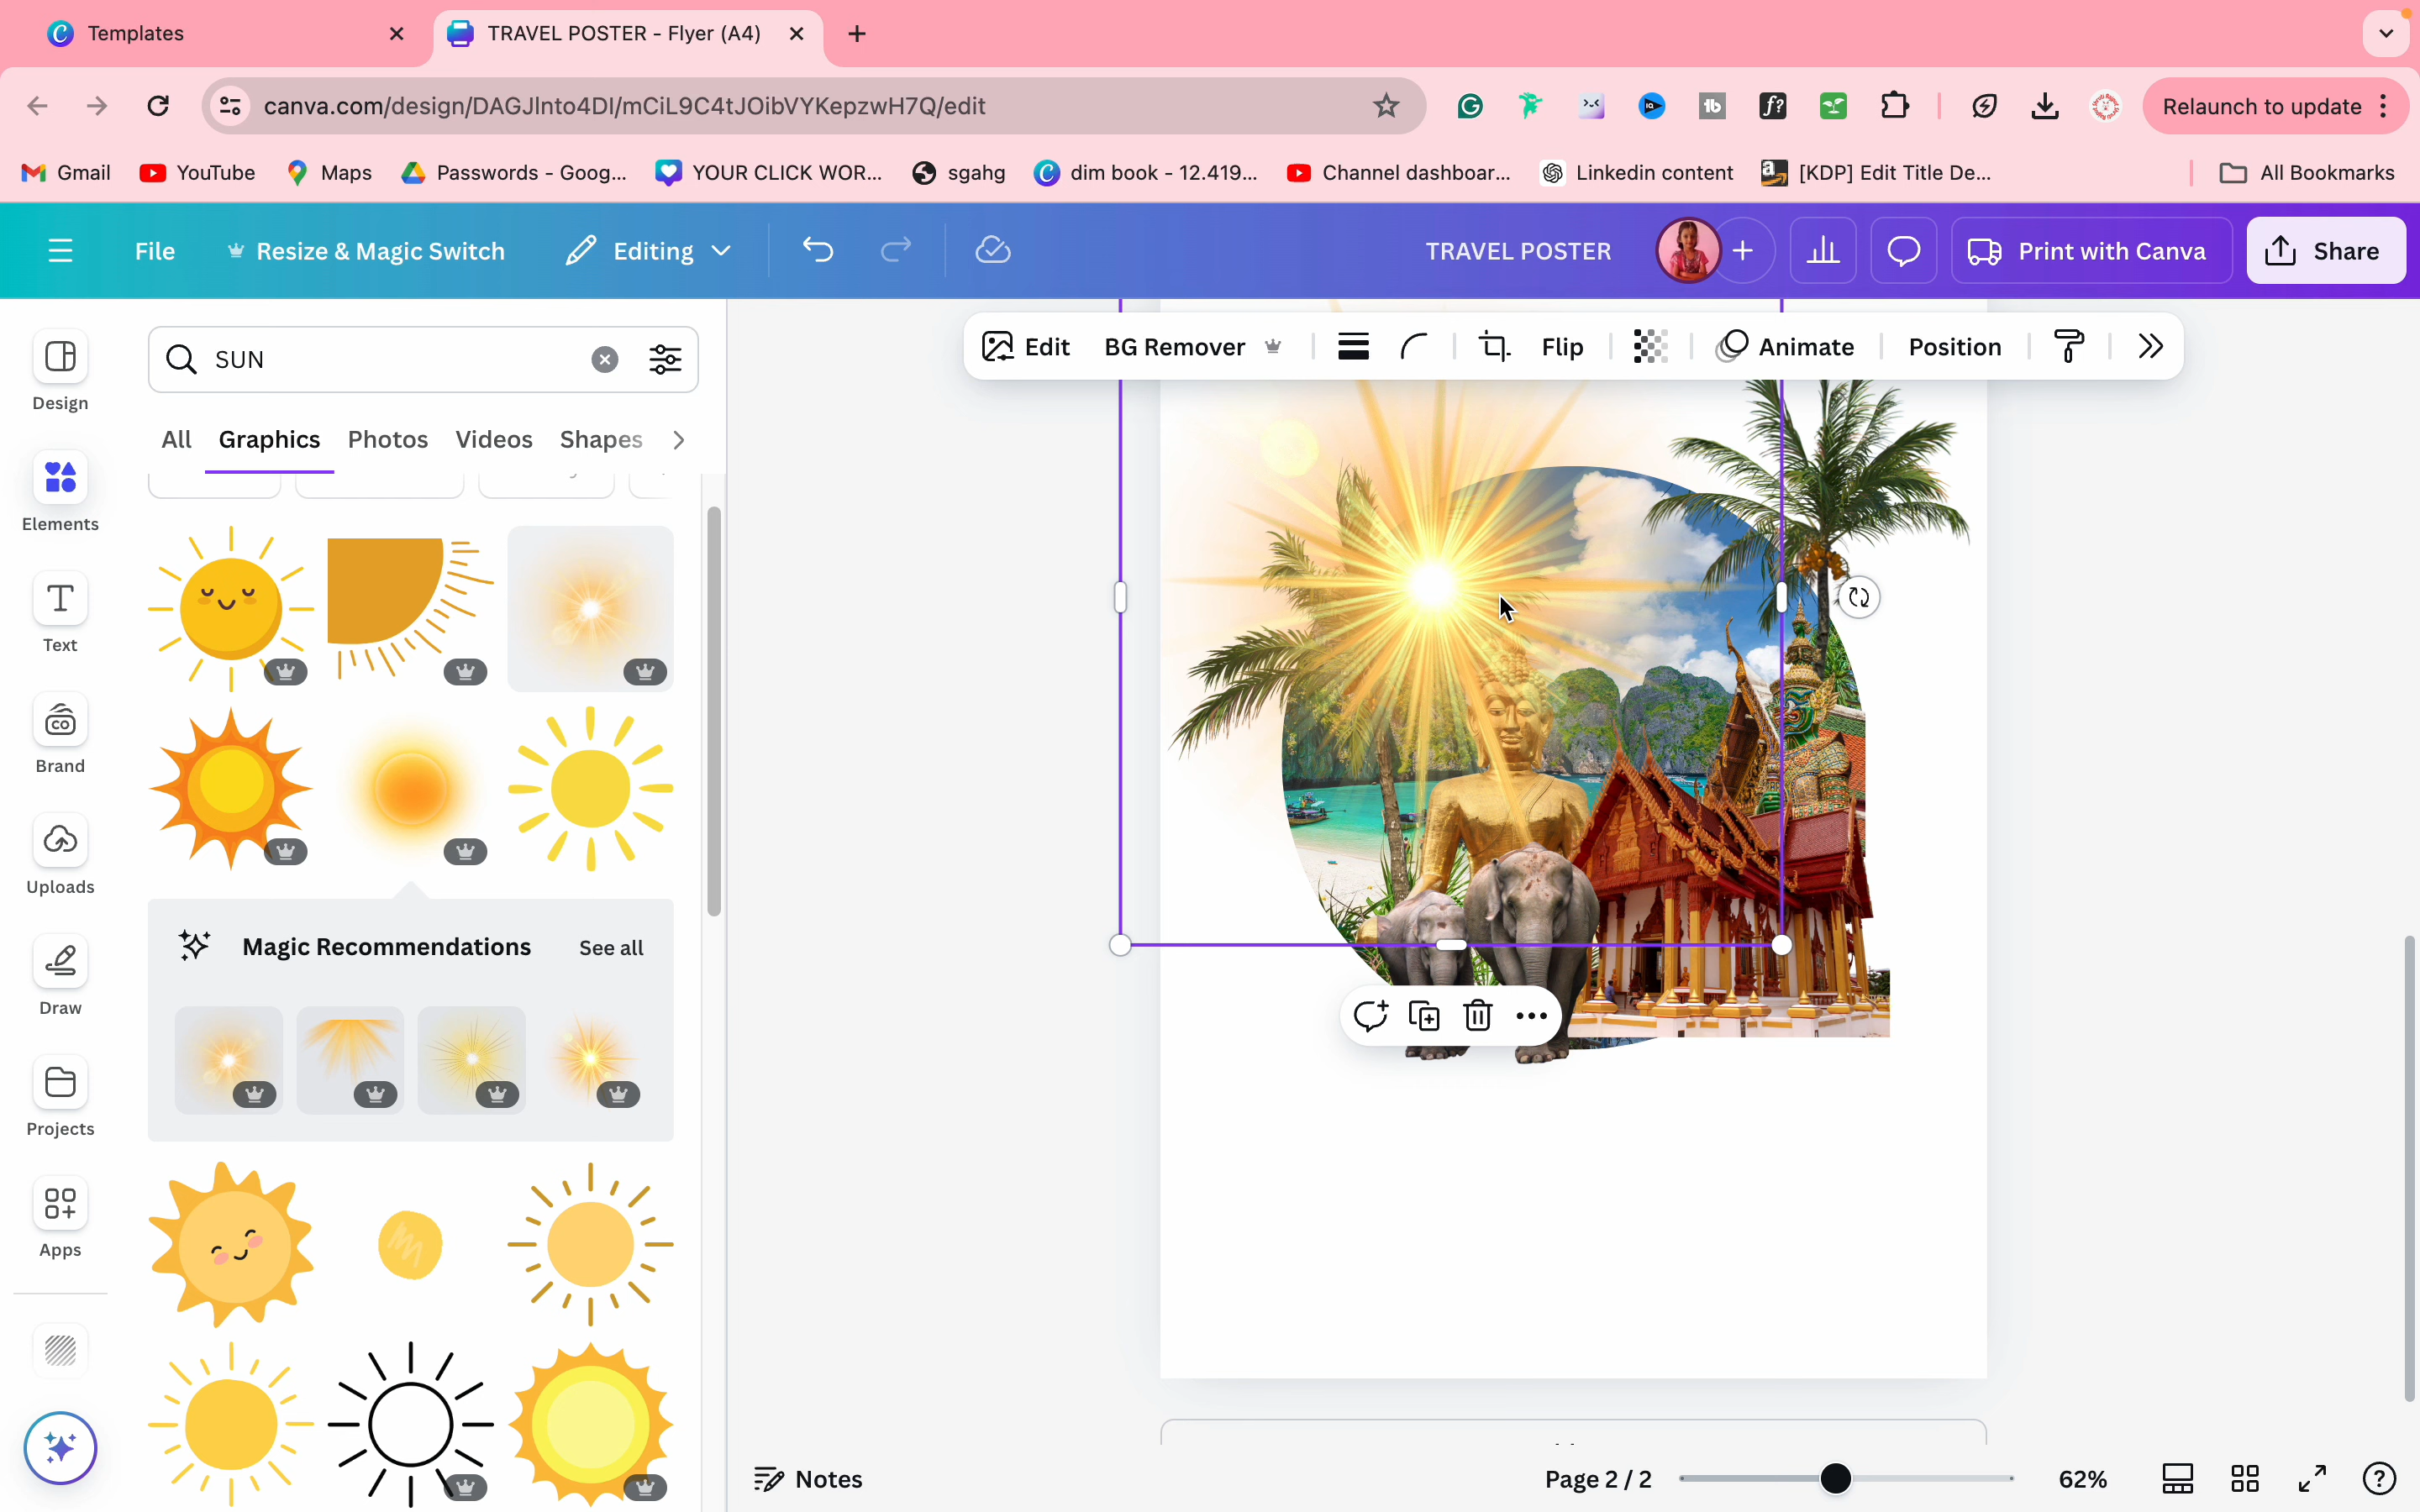 Templates
TRAVEL POSTER - Flyer (A4)
canva.com/design/DAGJInto4DI/mCiL9C4tJOibVYKepzwH7Q/edit
Relaunch to update
Gmail
YouTube
Maps
Passwords - Goog...
YOUR CLICK WOR...
sgahg
dim book - 12.419...
Channel dashboar...
Linkedin content
[KDP] Edit Title De...
All Bookmarks
File
Resize & Magic Switch
Editing
TRAVEL POSTER
Print with Canva
Share
Design
Elements
Text
Brand
Uploads
Draw
Projects
Apps
SUN
All
Graphics
Photos
Videos
Shapes
Magic Recommendations
See all
Edit
BG Remover
Flip
Animate
Position
Notes
Page 2 / 2
62%